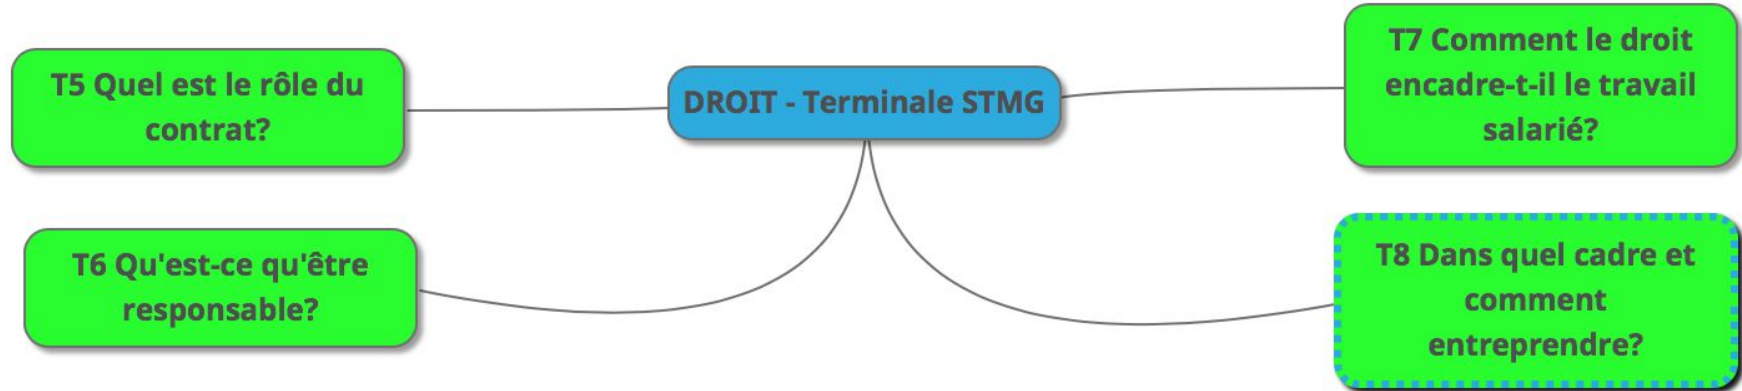 DROIT - Terminale STMG
T5 Quel est le rôle du
contrat?
T6 Qu'est-ce qu'être
responsable?
T7 Comment le droit
encadre-t-il le travail
salarié?
T8 Dans quel cadre et
comment
entreprendre?